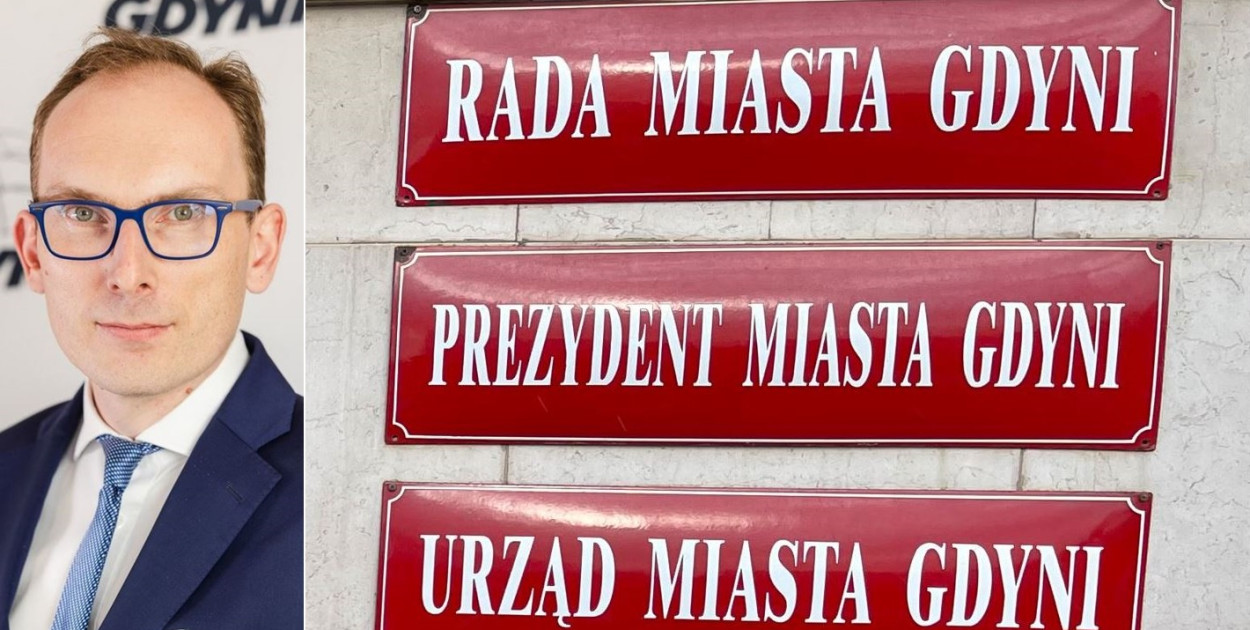 GDYNI
RADA MIASTA GDYNI
PREZYDENT MIASTA GDYNI
URZĄD MIASTA GDYNI